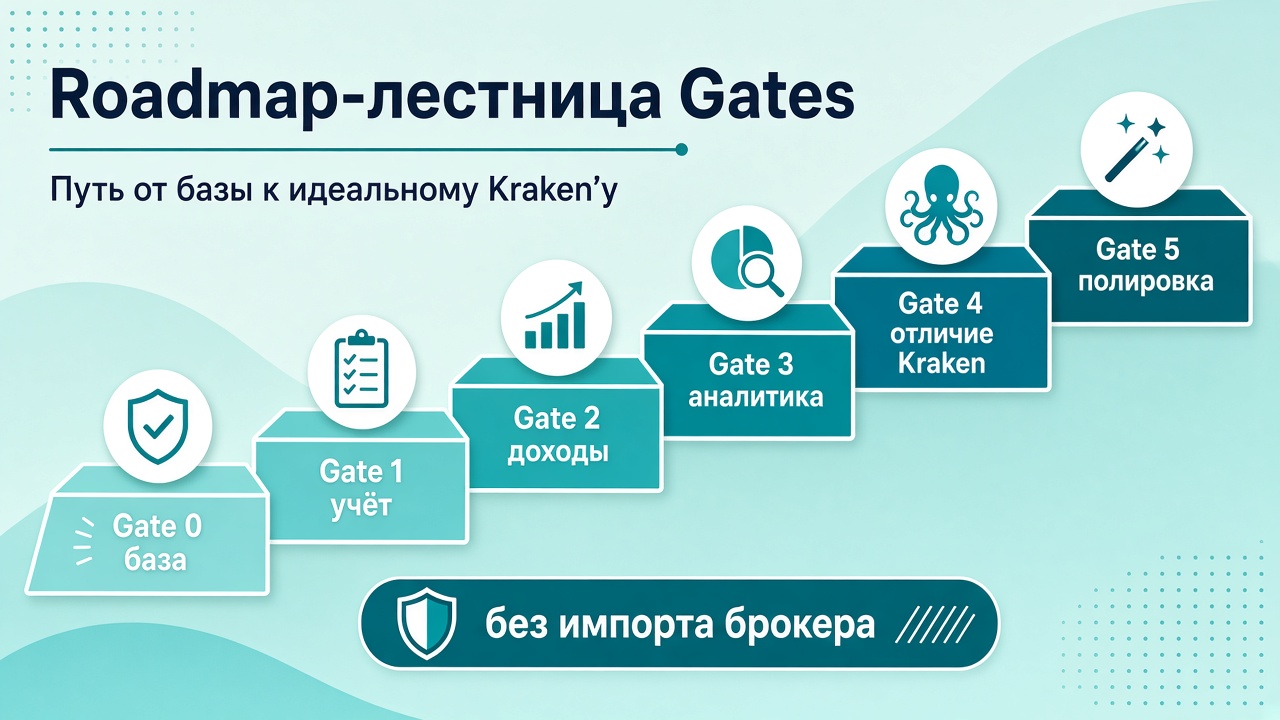 Roadmap-лестница Gates
Путь от базы к идеальному Kraken’у
Gate 0
база
Gate 1
учёт
Gate 2
доходы
Gate 3
аналитика
Gate 4
отличие
Kraken
Gate 5
полировка
без импорта брокера